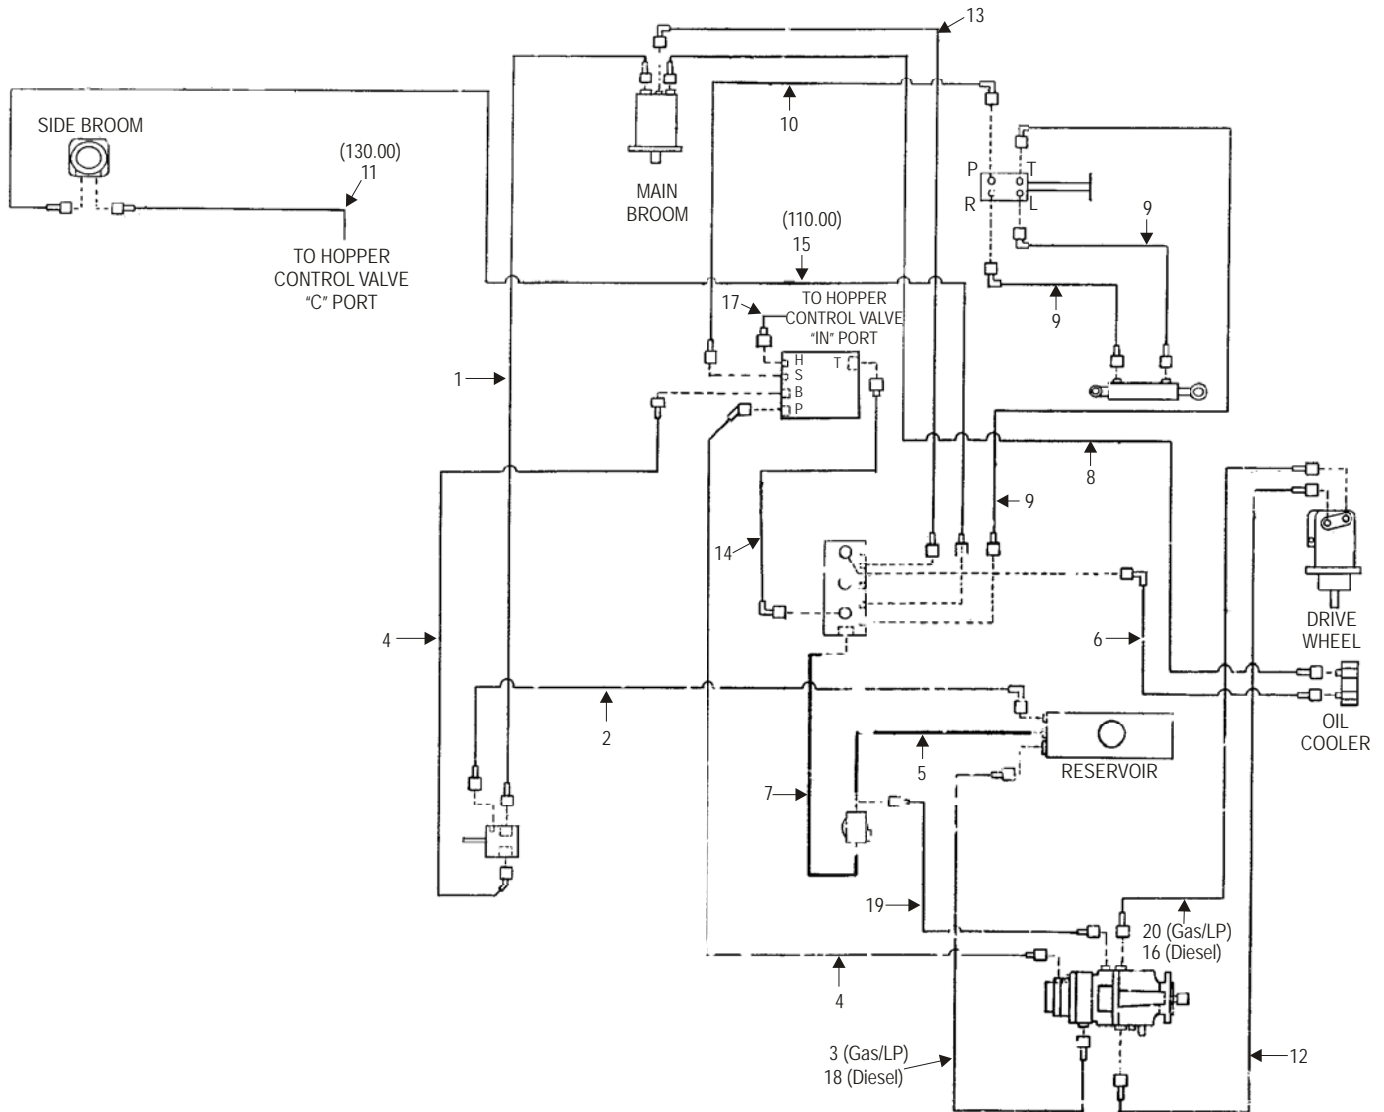 13
10
SIDE BROOM
(130.00)
11
MAIN
BROOM
P
T
R
L
(110.00)
15
9
TO HOPPER
CONTROL VALVE
"C" PORT
17
TO HOPPER
CONTROL VALVE
"IN" PORT
9
H
T
S
B
P
1
8
9
14
4
6
DRIVE
WHEEL
2
5
RESERVOIR
OIL
COOLER
7
19
20 (Gas/LP)
16 (Diesel)
4
3 (Gas/LP)
18 (Diesel)
12